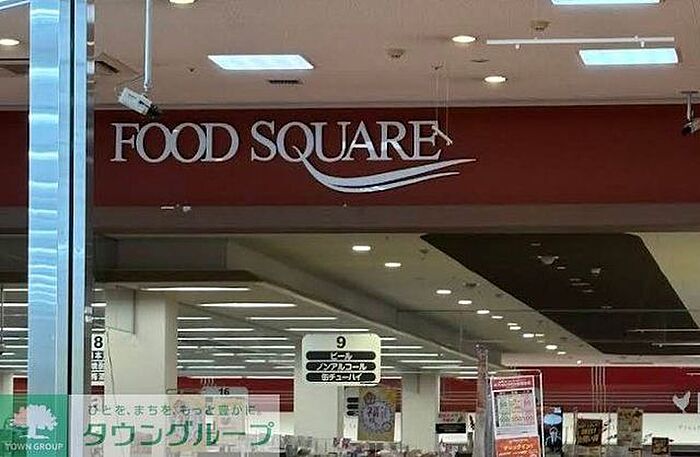 FOOD SQUARE
8
9
ビール
ノンアルコール
缶チューハイ
16
ひとを、まちを、もっと豊かに。
タウングループ
TOWN GROUP